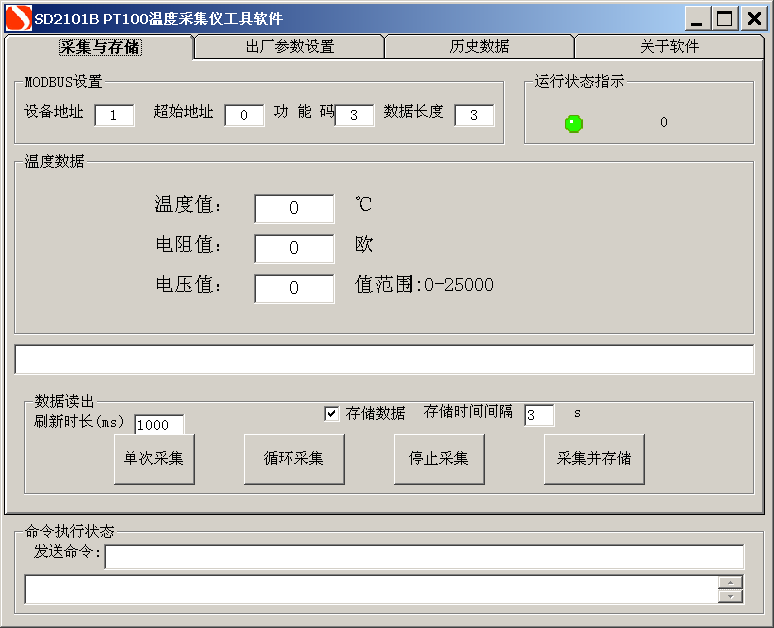 SD2101B PT100温度采集仪工具软件
采集与存储 出厂参数设置 历史数据 关于软件
MODBUS设置 运行状态指示
设备地址 1 超始地址 0 功 能 码 3 数据长度 3 0
温度数据
温度值： 0 ℃
电阻值： 0 欧
电压值： 0 值范围:0-25000
数据读出
刷新时长(ms) 1000 存储数据 存储时间间隔 3 s
单次采集 循环采集 停止采集 采集并存储
命令执行状态
发送命令: